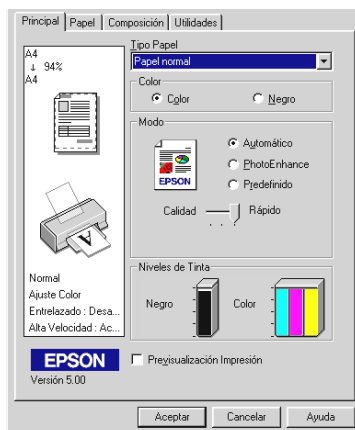 Principal Papel Composición Utilidades
A4
↓ 94%
A4
Tipo Papel
Papel normal
Color
Color Negro
Modo
EPSON
Automático
PhotoEnhance
Predefinido
Calidad Rápido
Normal
Ajuste Color
Entrelazado : Desa...
Alta Velocidad : Ac...
Niveles de Tinta
Negro Color
EPSON
Versión 5.00
Previsualización Impresión
Aceptar Cancelar Ayuda